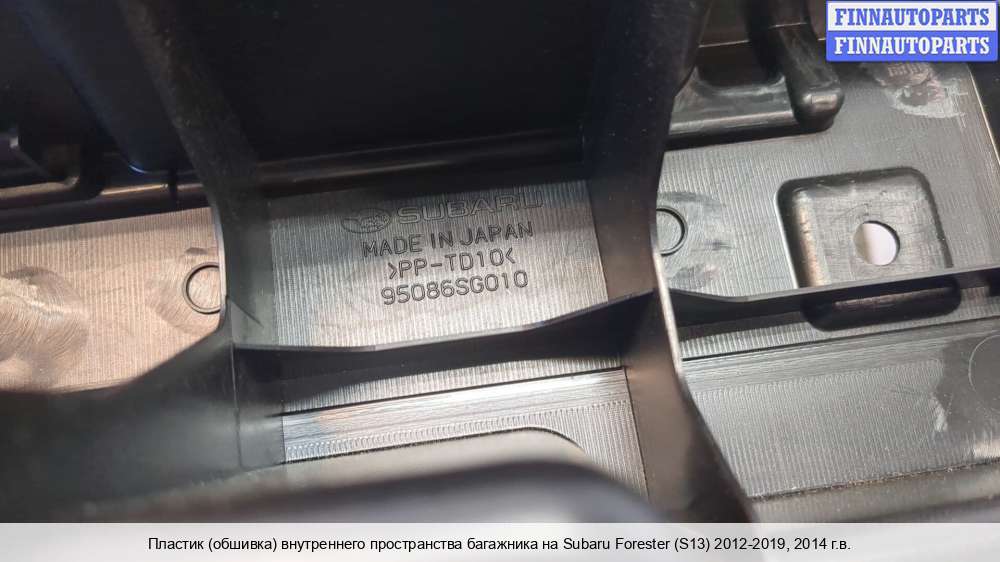 FINNAUTOPARTS
FINNAUTOPARTS
SUBARU
MADE IN JAPAN
>PP-TD10<
95086SG010
Пластик (обшивка) внутреннего пространства багажника на Subaru Forester (S13) 2012-2019, 2014 г.в.